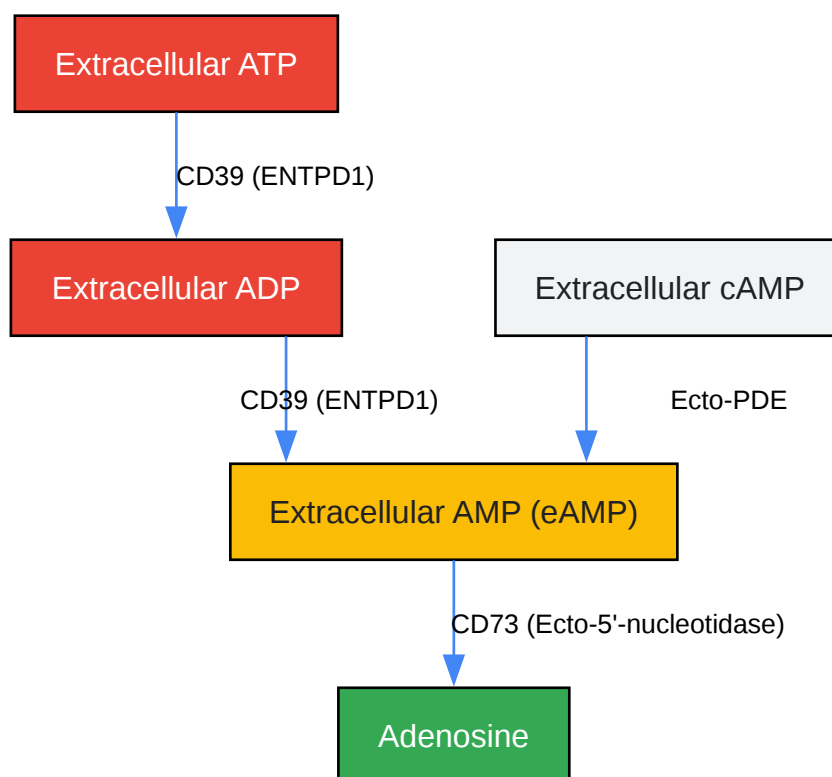 Extracellular ATP
CD39 (ENTPD1)
Extracellular ADP
Extracellular cAMP
CD39 (ENTPD1)
Ecto-PDE
Extracellular AMP (eAMP)
CD73 (Ecto-5'-nucleotidase)
Adenosine